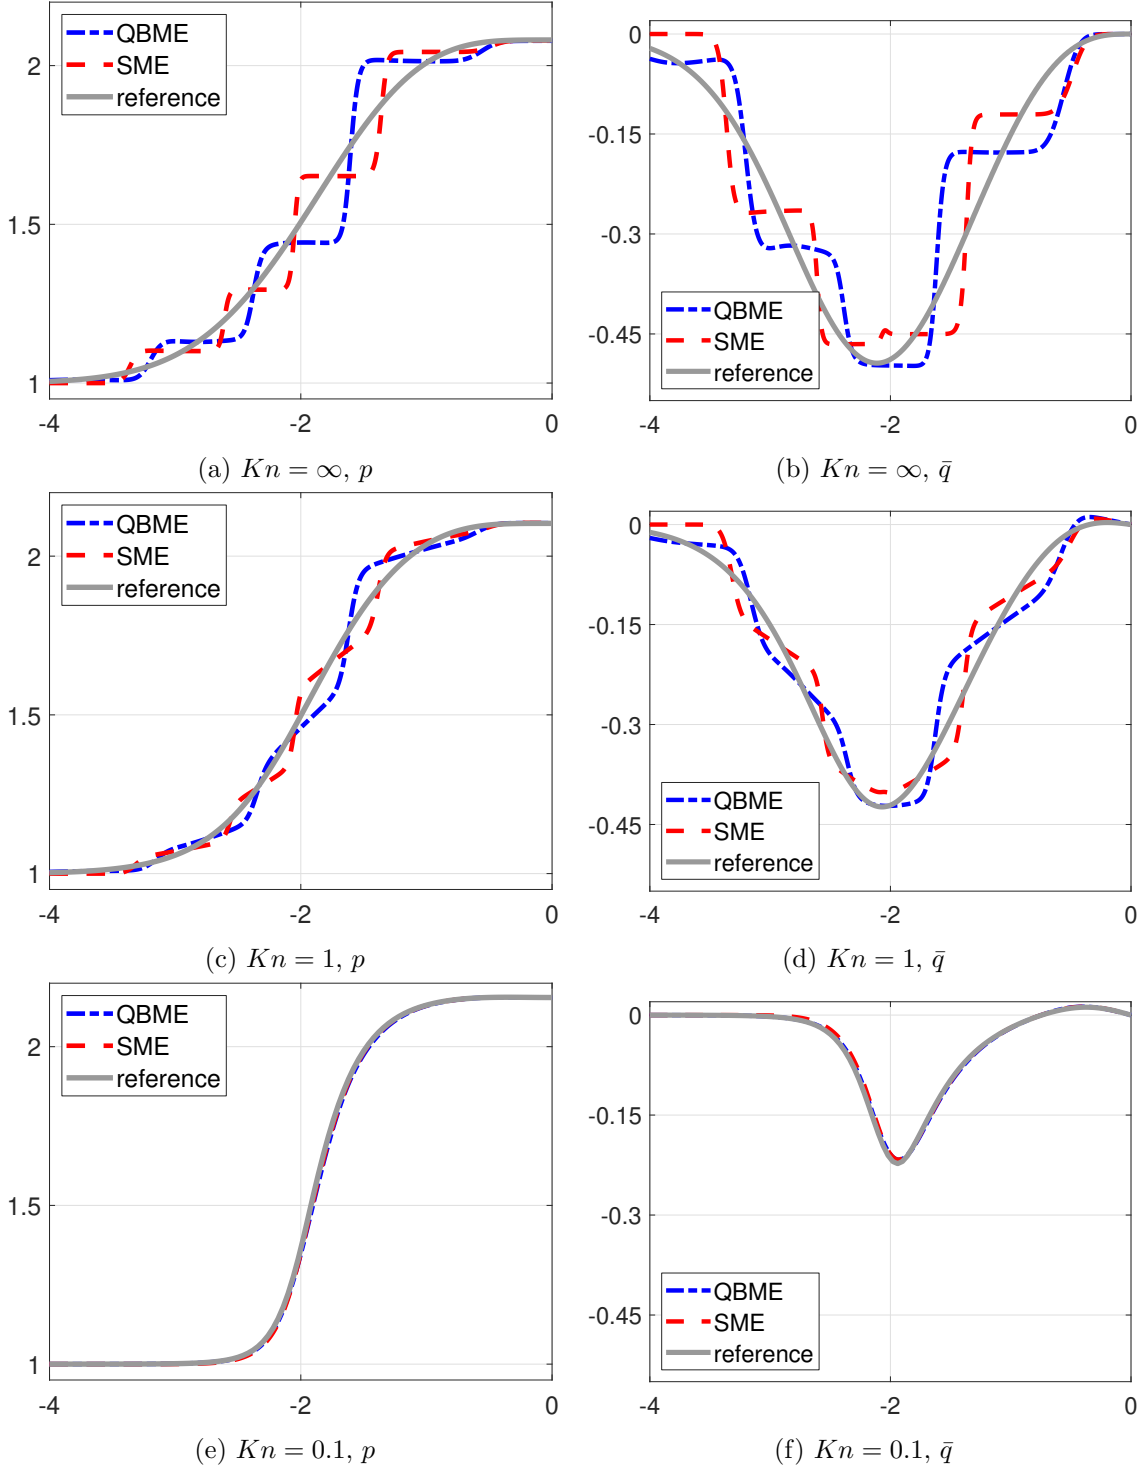 QBME
SME
reference
2
1.5
1
-4
-2
0
(a) Kn = ∞, p
0
-0.15
-0.3
-0.45
QBME
SME
reference
-4
-2
0
(b) Kn = ∞, q̄
QBME
SME
reference
2
1.5
1
-4
-2
0
(c) Kn = 1, p
0
-0.15
-0.3
-0.45
QBME
SME
reference
-4
-2
0
(d) Kn = 1, q̄
QBME
SME
reference
2
1.5
1
-4
-2
0
(e) Kn = 0.1, p
0
-0.15
-0.3
-0.45
QBME
SME
reference
-4
-2
0
(f) Kn = 0.1, q̄